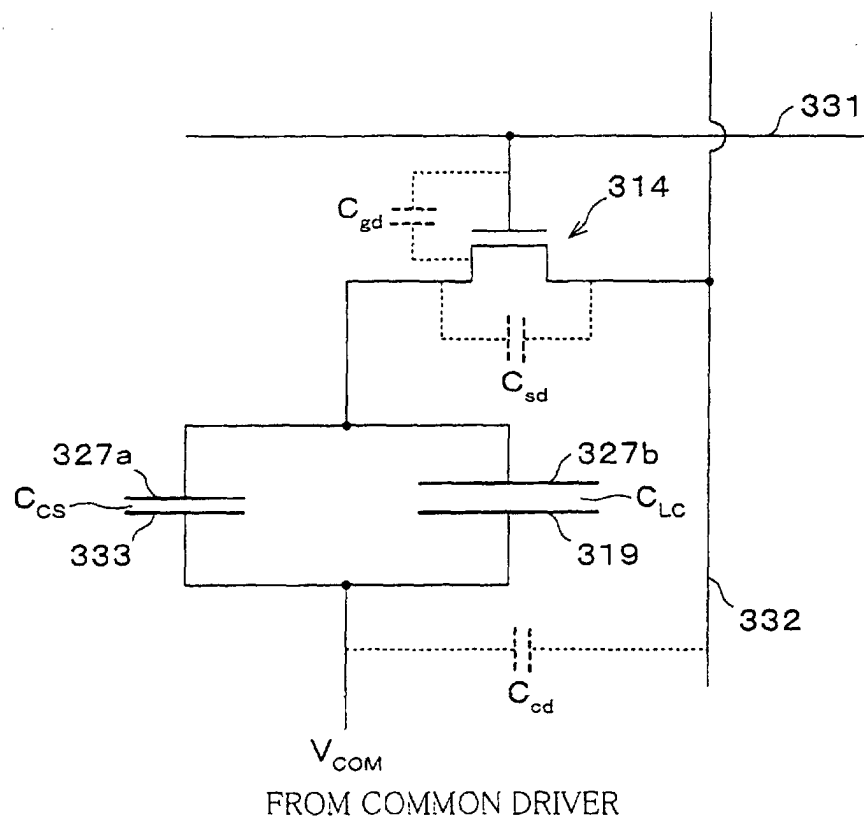 331
314
C_gd
C_sd
327a
327b
C_CS
C_LC
333
319
332
C_cd
V_COM
FROM COMMON DRIVER